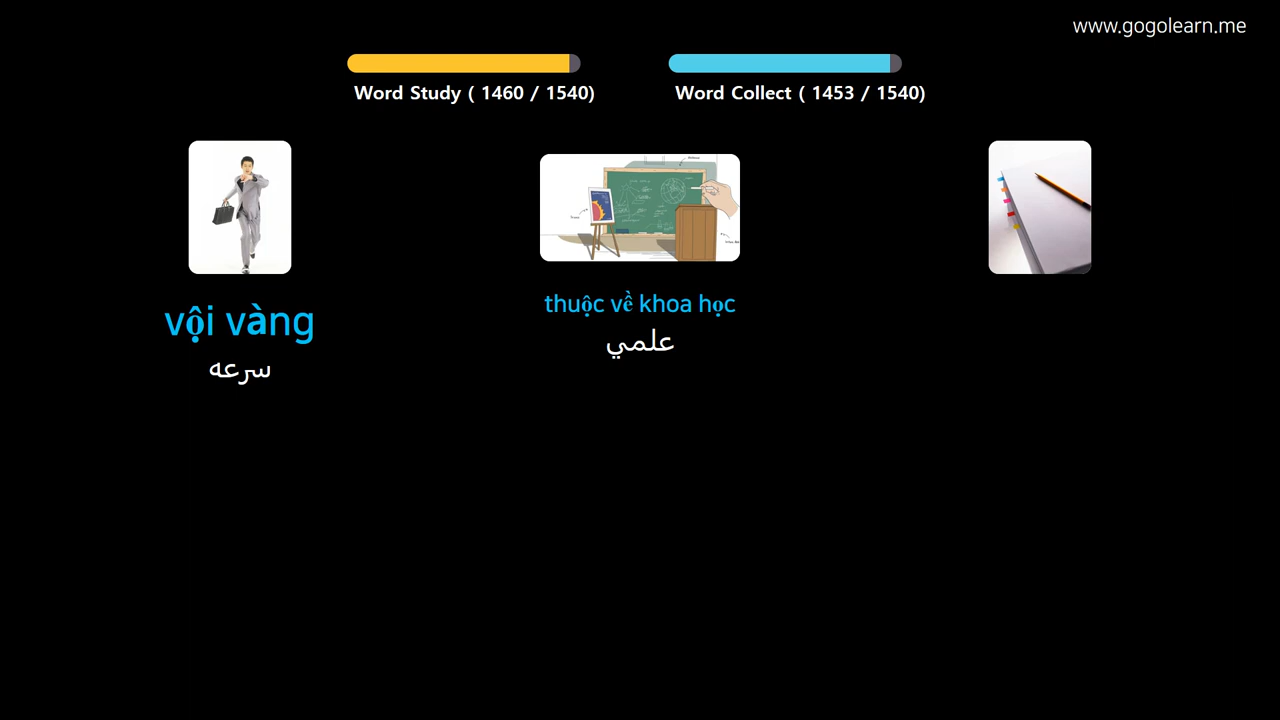 www.gogolearn.me
Word Study ( 1460 / 1540)
Word Collect ( 1453 / 1540)
vội vàng
سرعه
thuộc về khoa học
علمي